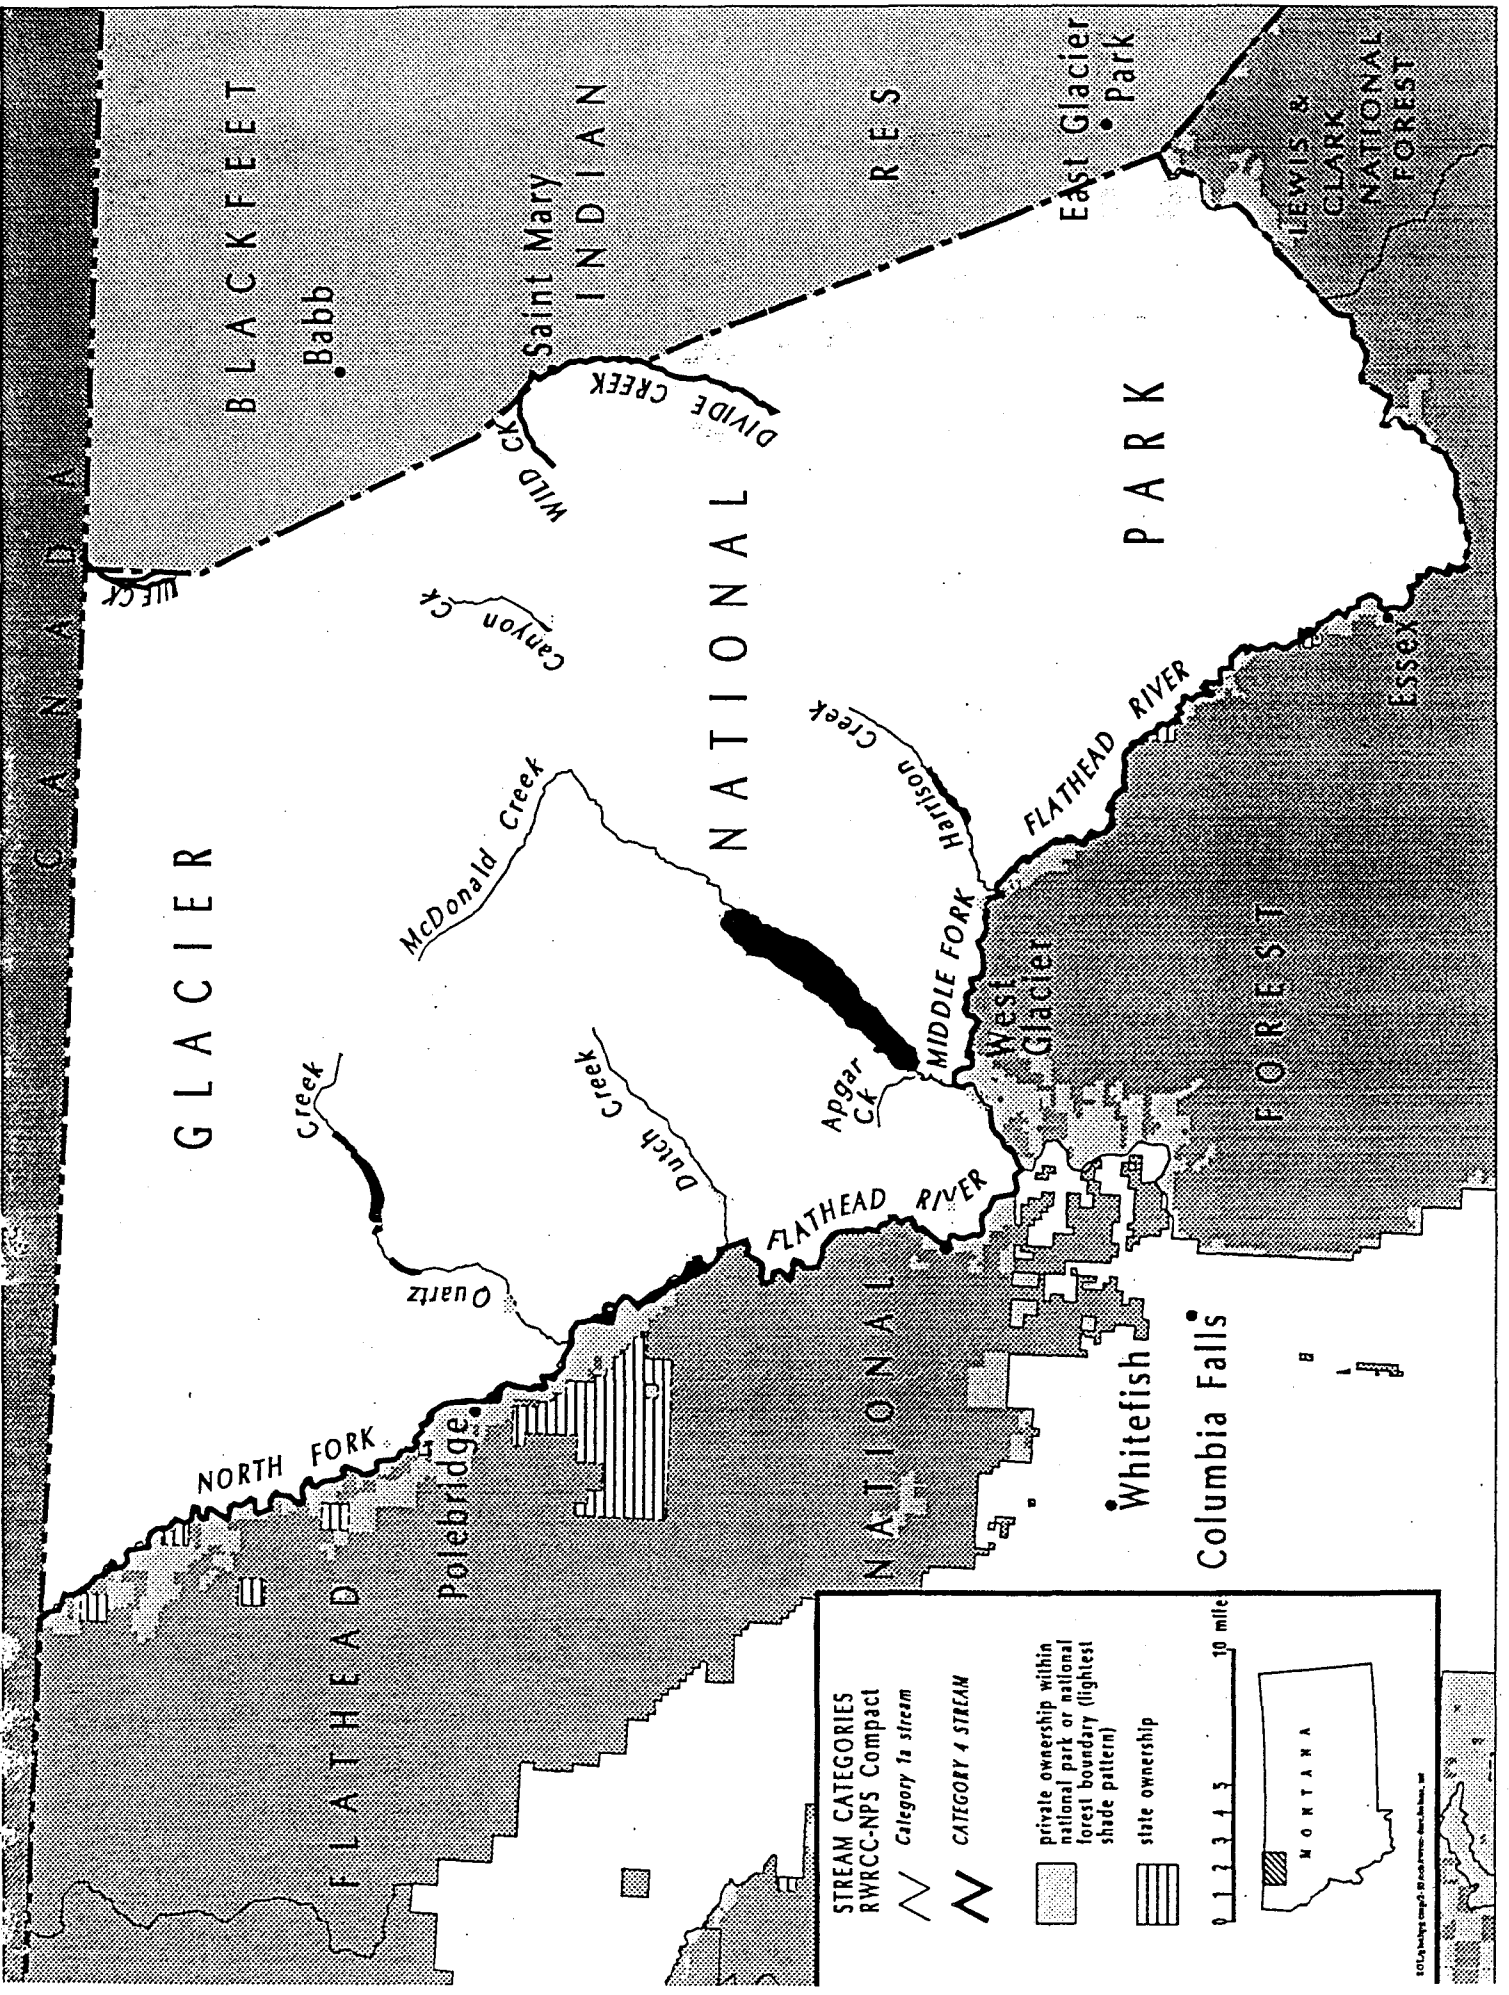 CANADA
GLACIER
NATIONAL
PARK
BLACKFEET
INDIAN
RES
Babb
Saint Mary
East Glacier
Park
LEWIS &
CLARK
NATIONAL
FOREST
CK
WILD CK
DIVIDE CREEK
Canyon Ck
McDonald Creek
Harrison Creek
Quartz Creek
Dutch Creek
Apgar
Ck
NORTH FORK
FLATHEAD RIVER
MIDDLE FORK
FLATHEAD RIVER
West
Glacier
Essex
Polebridge
FLATHEAD
NATIONAL
FOREST
Whitefish
Columbia Falls
STREAM CATEGORIES
RWRCC-NPS Compact
Category 1a stream
CATEGORY 4 STREAM
private ownership within
national park or national
forest boundary (lightest
shade pattern)
state ownership
0 1 2 3 4 5 10 mile
MONTANA